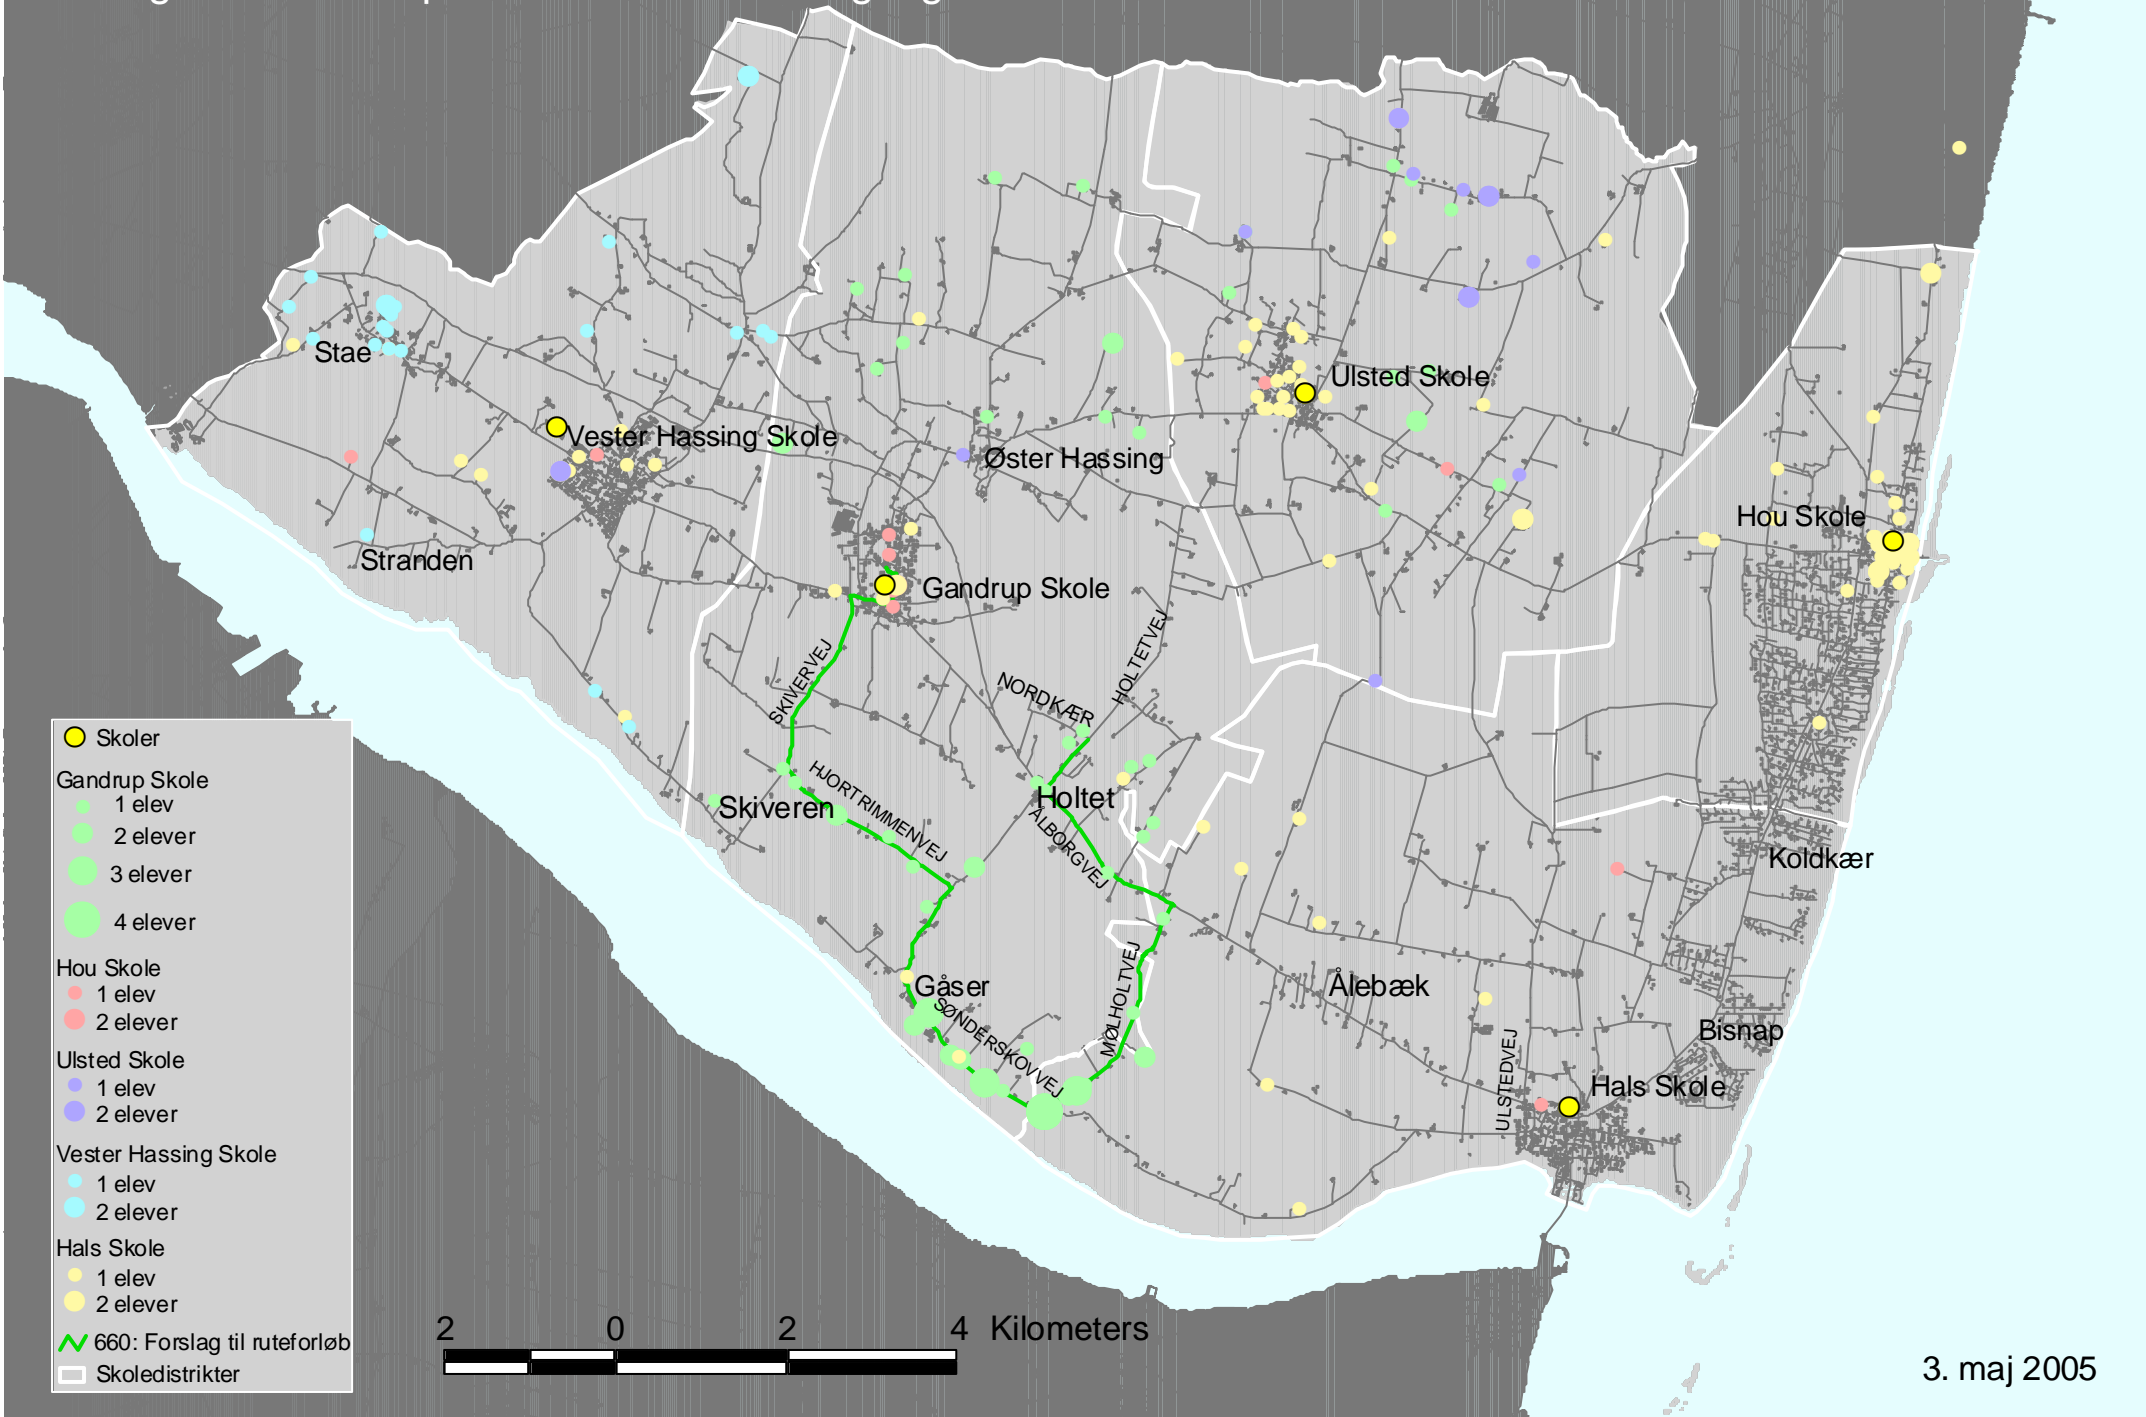 Stae
Ulsted Skole
Vester Hassing Skole
Øster Hassing
Hou Skole
Stranden
Gandrup Skole
HOLTETVEJ
SKIVERVEJ
NORDKÆR
HJORTRIMMENVEJ
Skiveren
Holtet
ÅLBORGVEJ
Koldkær
Gåser
SØNDERSKOVVEJ
MØLHOLTVEJ
Ålebæk
Bisnap
ULSTEDVEJ
Hals Skole
Skoler
Gandrup Skole
1 elev
2 elever
3 elever
4 elever
Hou Skole
1 elev
2 elever
Ulsted Skole
1 elev
2 elever
Vester Hassing Skole
1 elev
2 elever
Hals Skole
1 elev
2 elever
660: Forslag til ruteforløb
Skoledistrikter
2 0 2 4 Kilometers
3. maj 2005